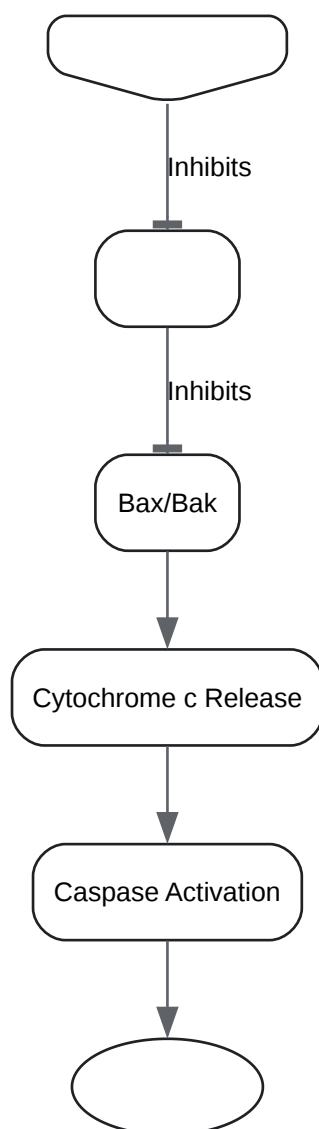 Inhibits
Inhibits
Bax/Bak
Cytochrome c Release
Caspase Activation